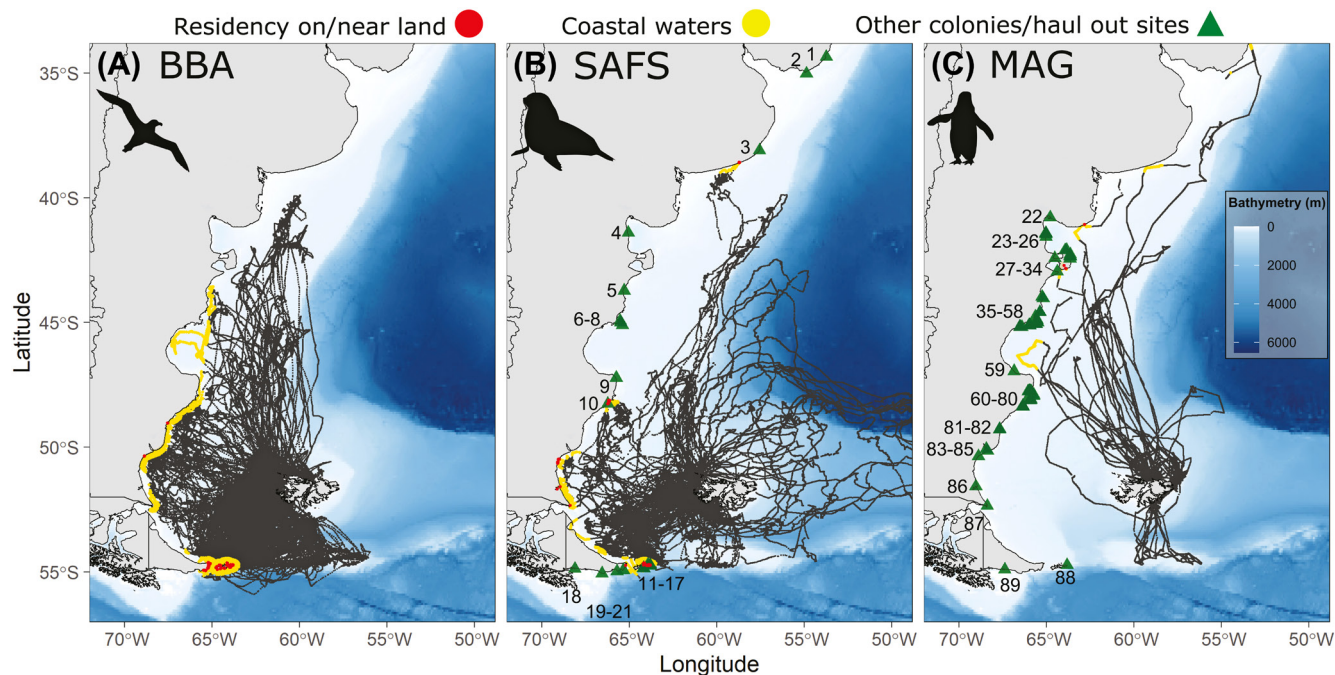 Residency on/near land
Coastal waters
Other colonies/haul out sites
(A) BBA
(B) SAFS
(C) MAG
Latitude
35°S
40°S
45°S
50°S
55°S
1
2
3
4
5
6-8
9
10
11-17
18
19-21
22
23-26
27-34
35-58
59
60-80
81-82
83-85
86
87
88
89
Bathymetry (m)
0
2000
4000
6000
70°W 65°W 60°W 55°W 50°W
70°W 65°W 60°W 55°W 50°W
70°W 65°W 60°W 55°W 50°W
Longitude